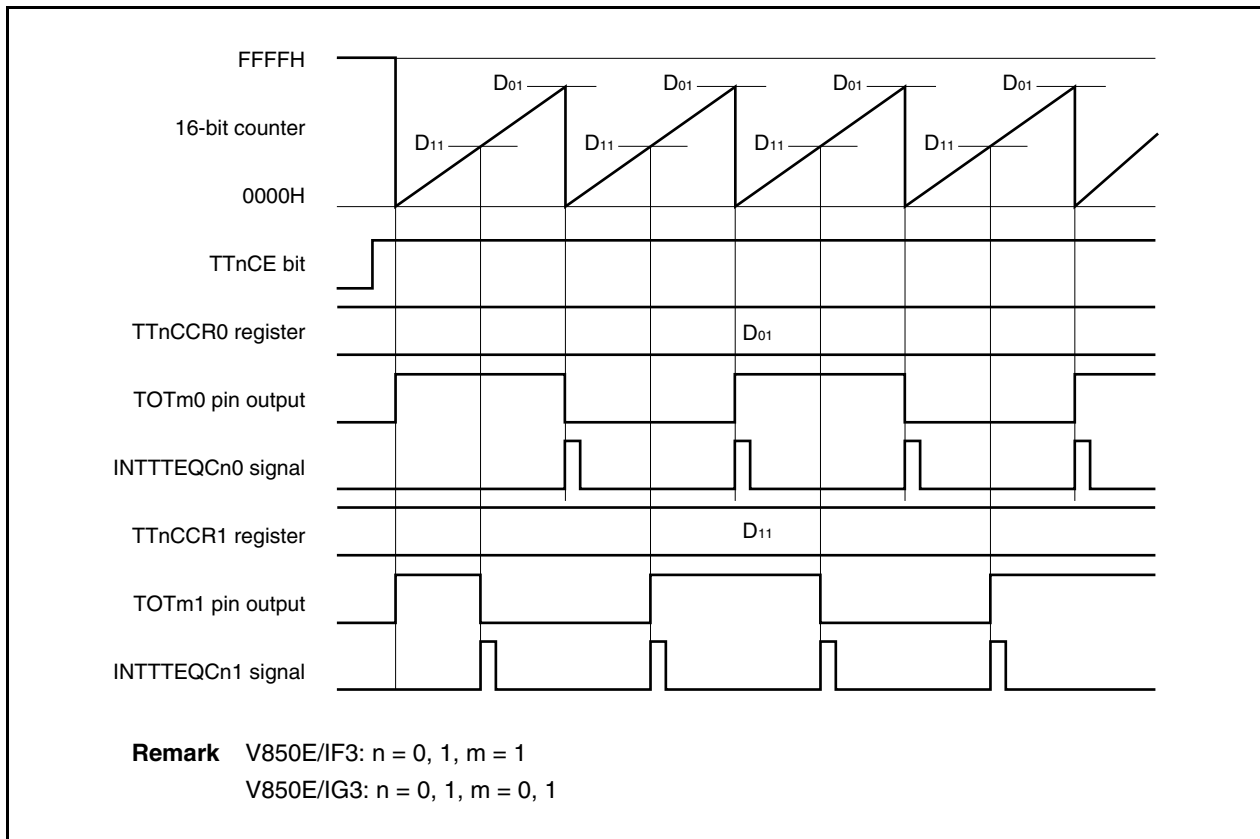 FFFFH
D01 D01 D01 D01
16-bit counter
D11 D11 D11 D11
0000H
TTnCE bit
TTnCCR0 register
D01
TOTm0 pin output
INTTTEQCn0 signal
TTnCCR1 register
D11
TOTm1 pin output
INTTTEQCn1 signal
Remark V850E/IF3: n = 0, 1, m = 1
V850E/IG3: n = 0, 1, m = 0, 1